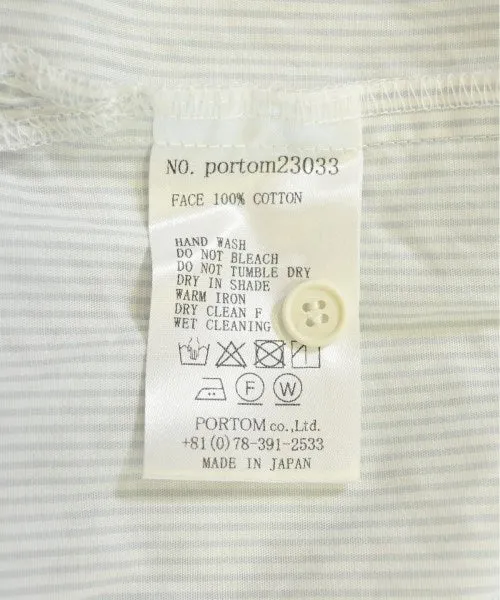 NO. portom23033
FACE 100% COTTON
HAND WASH
DO NOT BLEACH
DO NOT TUMBLE DRY
DRY IN SHADE
WARM IRON
DRY CLEAN F
WET CLEANING
F W
PORTOM co.,Ltd.
+81(0)78-391-2533
MADE IN JAPAN